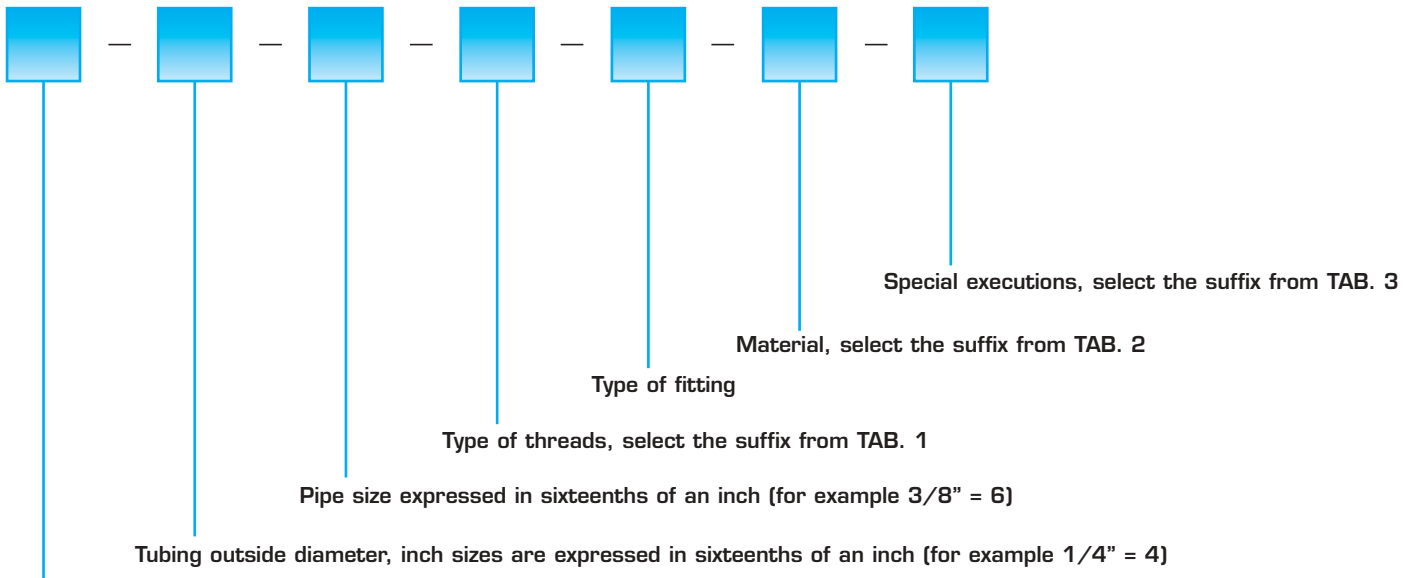 — — — — — —
Special executions, select the suffix from TAB. 3
Material, select the suffix from TAB. 2
Type of fitting
Type of threads, select the suffix from TAB. 1
Pipe size expressed in sixteenths of an inch (for example 3/8” = 6)
Tubing outside diameter, inch sizes are expressed in sixteenths of an inch (for example 1/4” = 4)